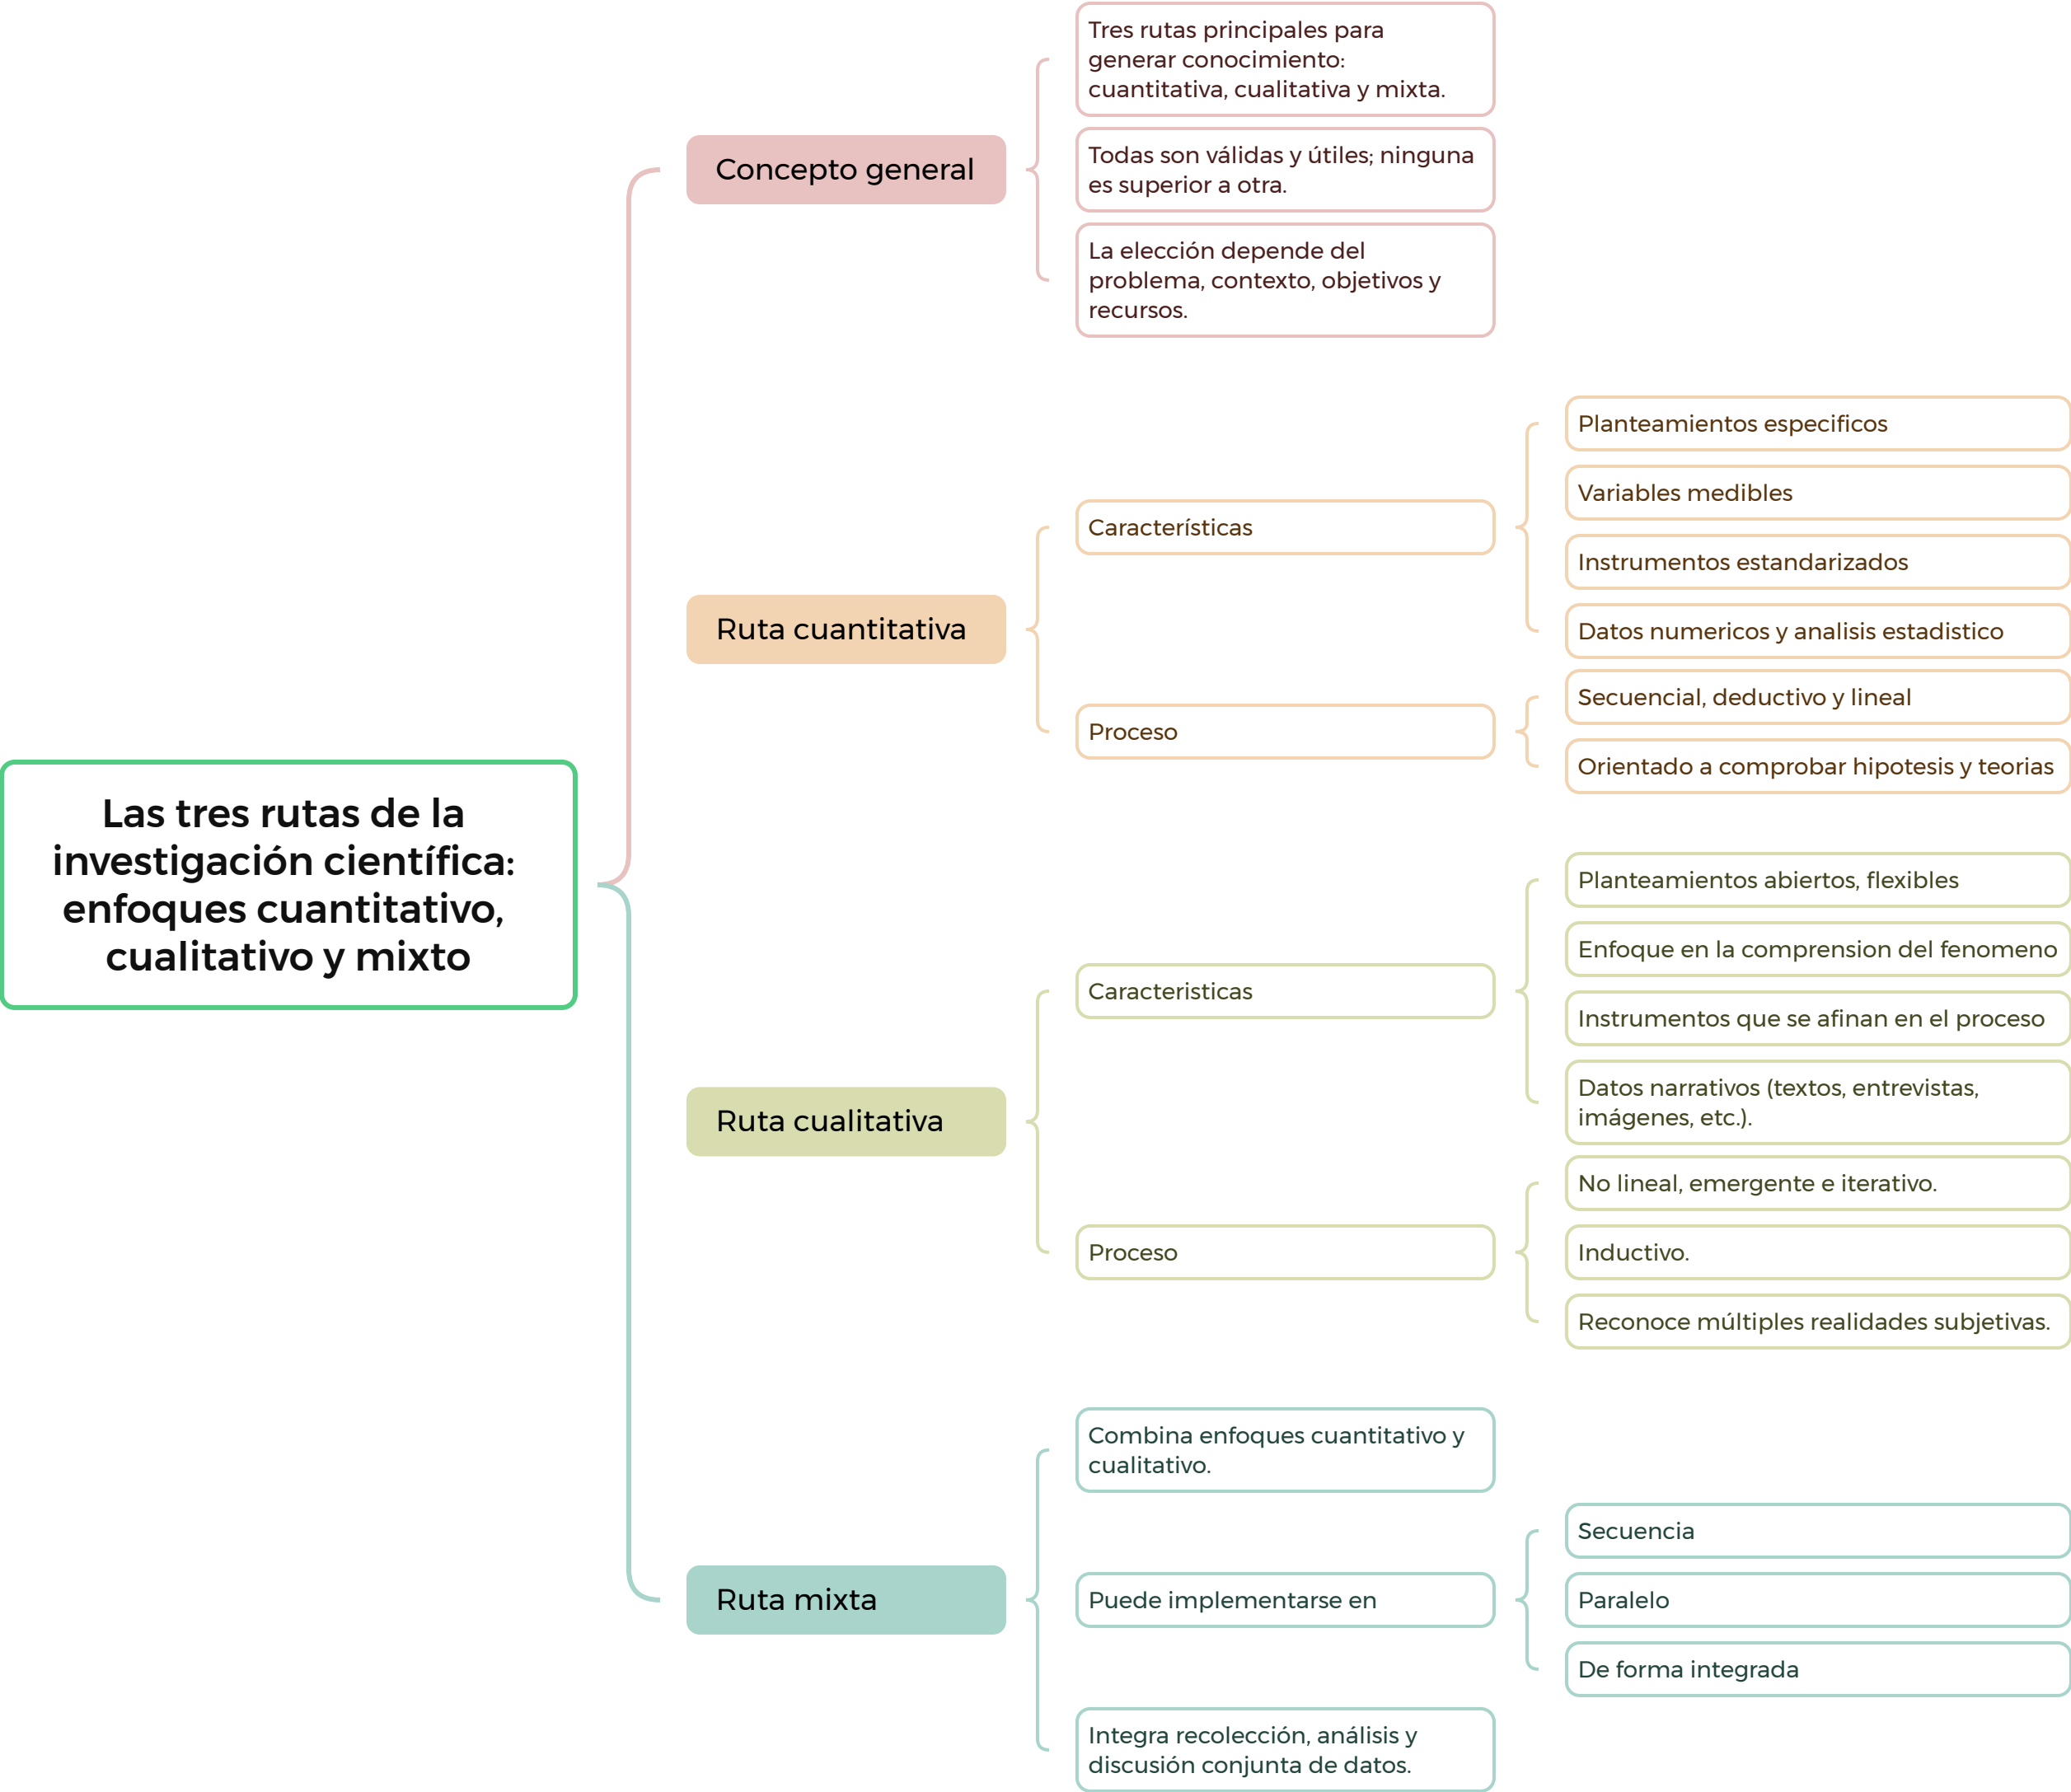 Las tres rutas de la
investigación científica:
enfoques cuantitativo,
cualitativo y mixto
Concepto general
Tres rutas principales para
generar conocimiento:
cuantitativa, cualitativa y mixta.
Todas son válidas y útiles; ninguna
es superior a otra.
La elección depende del
problema, contexto, objetivos y
recursos.
Ruta cuantitativa
Características
Planteamientos especificos
Variables medibles
Instrumentos estandarizados
Datos numericos y analisis estadistico
Proceso
Secuencial, deductivo y lineal
Orientado a comprobar hipotesis y teorias
Ruta cualitativa
Caracteristicas
Planteamientos abiertos, flexibles
Enfoque en la comprension del fenomeno
Instrumentos que se afinan en el proceso
Datos narrativos (textos, entrevistas,
imágenes, etc.).
Proceso
No lineal, emergente e iterativo.
Inductivo.
Reconoce múltiples realidades subjetivas.
Ruta mixta
Combina enfoques cuantitativo y
cualitativo.
Puede implementarse en
Secuencia
Paralelo
De forma integrada
Integra recolección, análisis y
discusión conjunta de datos.